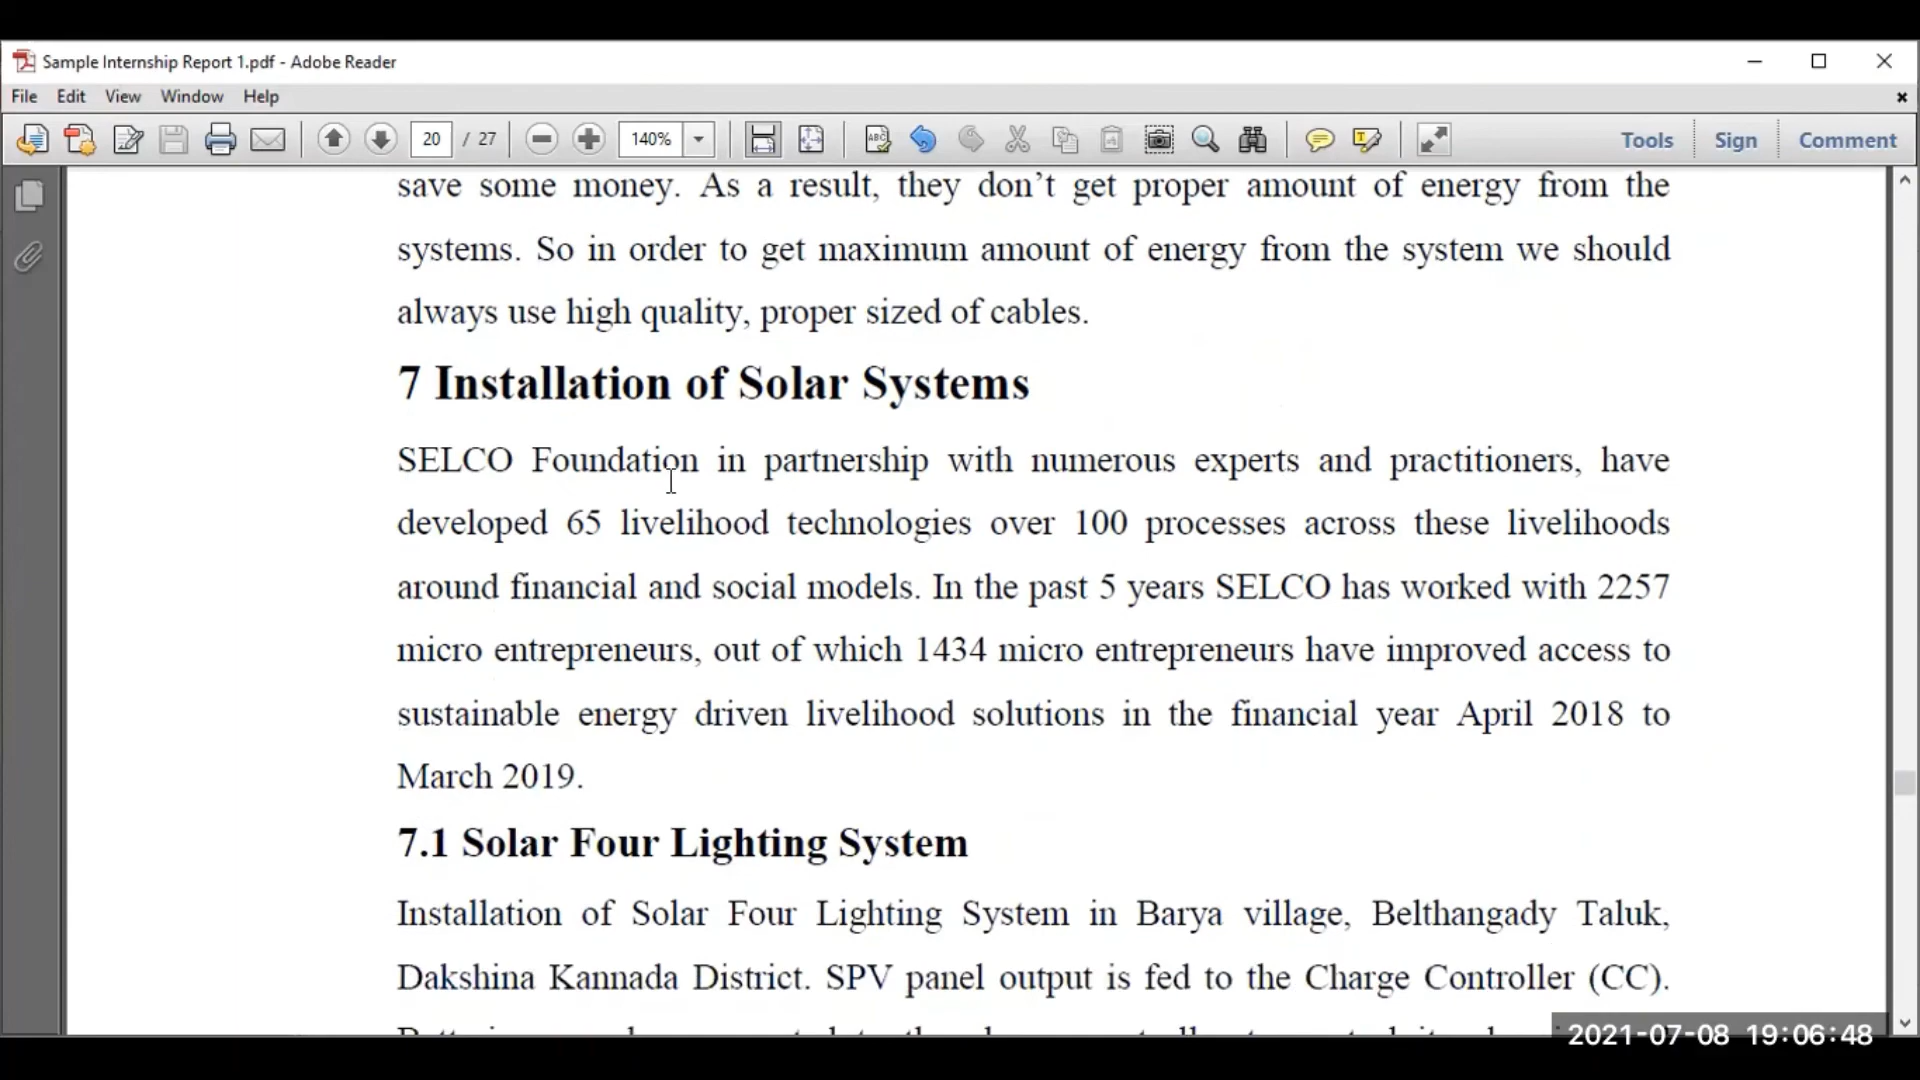 Sample Internship Report 1.pdf - Adobe Reader
File Edit View Window Help
20 / 27 140% Tools Sign Comment
save some money. As a result, they don’t get proper amount of energy from the
systems. So in order to get maximum amount of energy from the system we should
always use high quality, proper sized of cables.
7 Installation of Solar Systems
SELCO Foundation in partnership with numerous experts and practitioners, have
developed 65 livelihood technologies over 100 processes across these livelihoods
around financial and social models. In the past 5 years SELCO has worked with 2257
micro entrepreneurs, out of which 1434 micro entrepreneurs have improved access to
sustainable energy driven livelihood solutions in the financial year April 2018 to
March 2019.
7.1 Solar Four Lighting System
Installation of Solar Four Lighting System in Barya village, Belthangady Taluk,
Dakshina Kannada District. SPV panel output is fed to the Charge Controller (CC).
2021-07-08 19:06:48